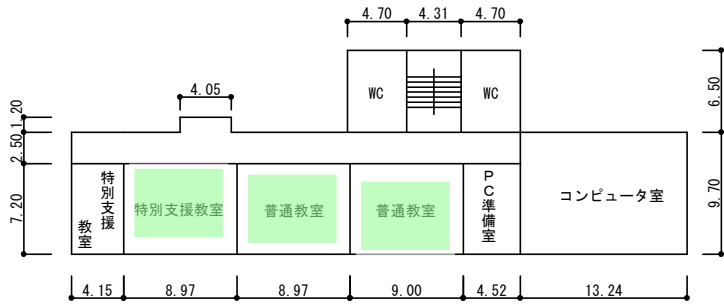 4.70
4.31
4.70
4.05
1.20
2.50
7.20
6.50
9.70
WC
WC
特別支援
教室
特別支援教室
普通教室
普通教室
PC準備室
コンピュータ室
4.15
8.97
8.97
9.00
4.52
13.24